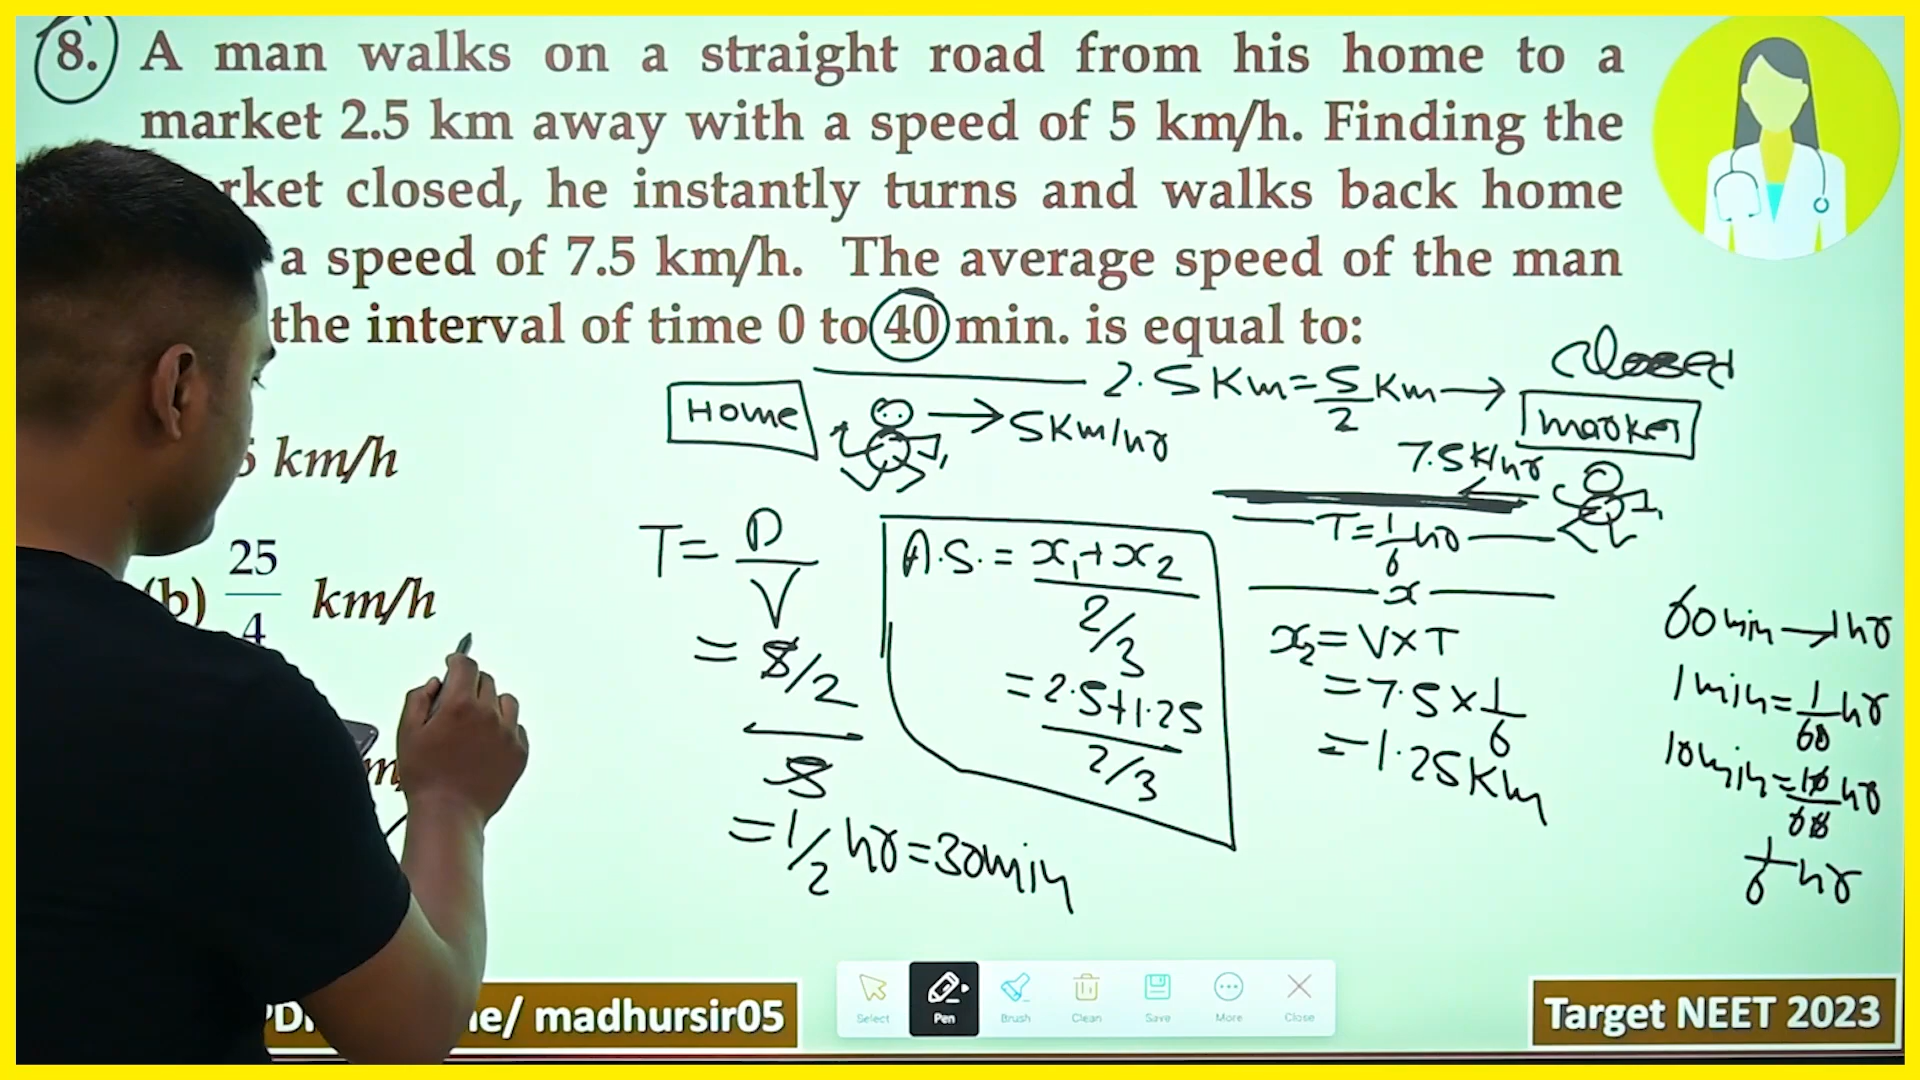 8. A man walks on a straight road from his home to a
market 2.5 km away with a speed of 5 km/h. Finding the
rket closed, he instantly turns and walks back home
a speed of 7.5 km/h. The average speed of the man
the interval of time 0 to 40 min. is equal to:
closed
2.5 Km = 5/2 Km →
Home
→ 5Km/hr
market
km/h
7.5K/hr
T = 1/6 hr
T = D/V
A.S. = x₁+x₂ / 2/3
x
(b) 25/4 km/h
60min → 1hr
x₂ = V×T
= 5/2 / 5
= 2.5+1.25 / 2/3
= 7.5 × 1/6
1min = 1/60 hr
= 1.25Km
10min = 10/60 hr
m
= 1/2 hr = 30min
1/6 hr
Select
Pen
Brush
Clean
Save
More
Close
e/ madhursir05
Target NEET 2023